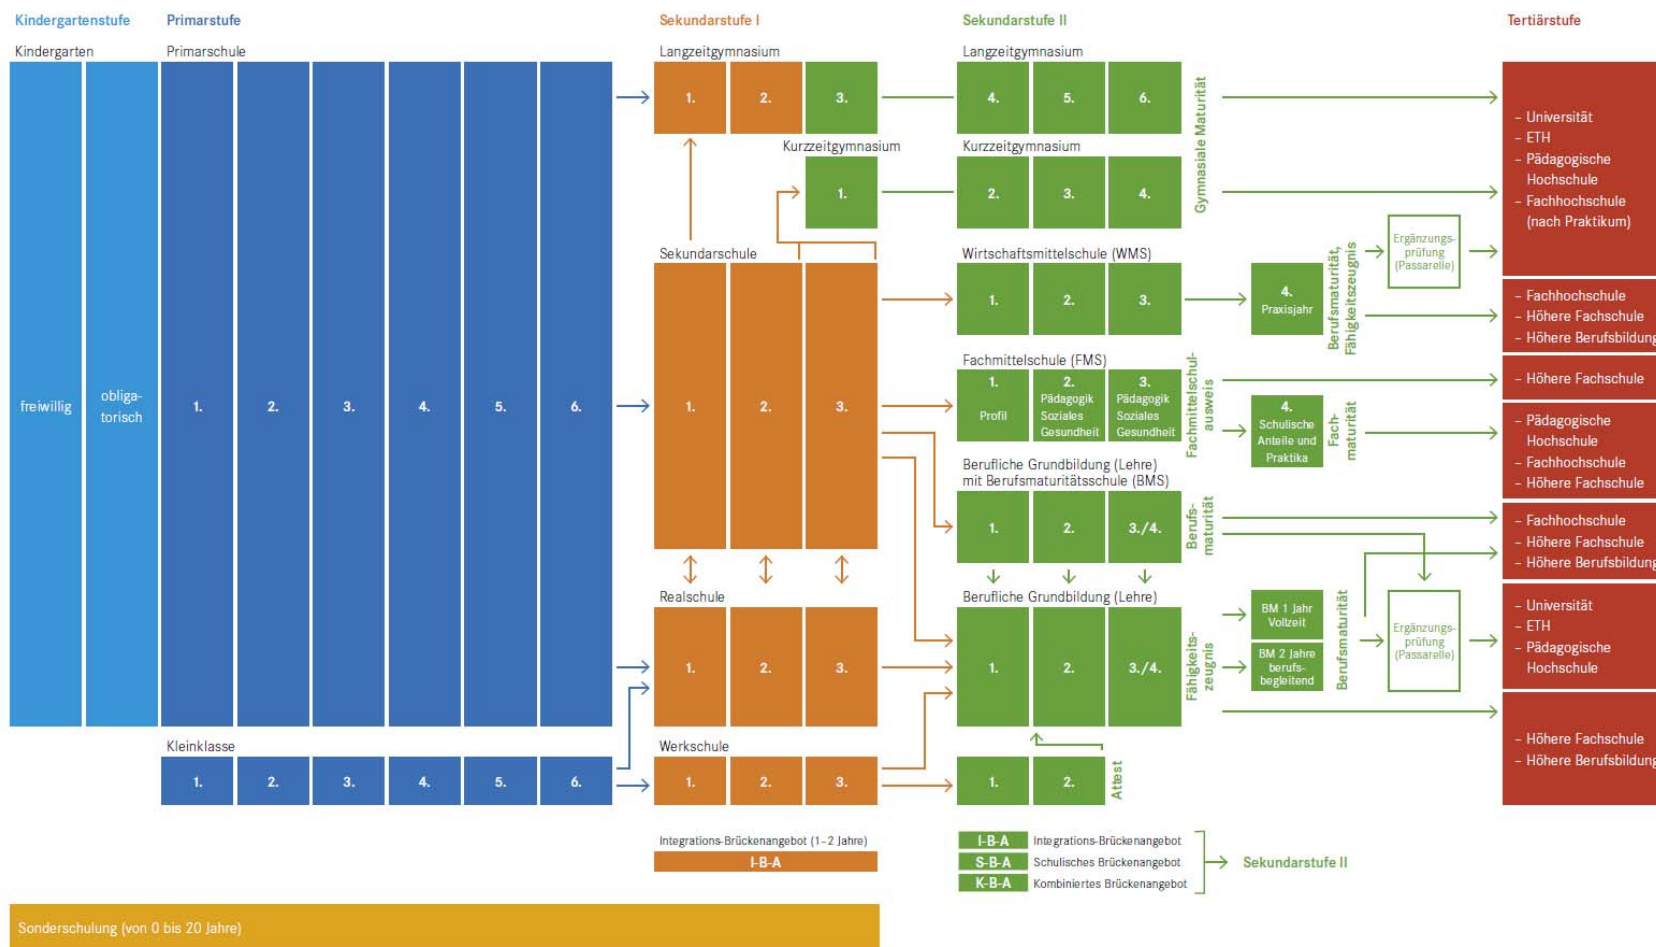 Kindergartenstufe
Primarstufe
Sekundarstufe I
Sekundarstufe II
Tertiärstufe
Kindergarten
Primarschule
Langzeitgymnasium
Langzeitgymnasium
freiwillig
obliga-
torisch
1.
2.
3.
4.
5.
6.
1.
2.
3.
4.
5.
6.
Gymnasiale Maturität
Kurzzeitgymnasium
Kurzzeitgymnasium
1.
2.
3.
4.
– Universität
– ETH
– Pädagogische
Hochschule
– Fachhochschule
(nach Praktikum)
Sekundarschule
1.
2.
3.
Wirtschaftsmittelschule (WMS)
1.
2.
3.
4.
Praxisjahr
Berufsmaturität,
Fähigkeitszeugnis
Ergänzungs-
prüfung
(Passarelle)
– Fachhochschule
– Höhere Fachschule
– Höhere Berufsbildung
Fachmittelschule (FMS)
1.
Profil
2.
Pädagogik
Soziales
Gesundheit
3.
Pädagogik
Soziales
Gesundheit
Fachmittelschul-
ausweis
– Höhere Fachschule
4.
Schulische
Anteile und
Praktika
Fach-
maturität
– Pädagogische
Hochschule
– Fachhochschule
– Höhere Fachschule
Berufliche Grundbildung (Lehre)
mit Berufsmaturitätsschule (BMS)
1.
2.
3./4.
Berufs-
maturität
– Fachhochschule
– Höhere Fachschule
– Höhere Berufsbildung
Realschule
1.
2.
3.
Berufliche Grundbildung (Lehre)
1.
2.
3./4.
Fähigkeits-
zeugnis
BM 1 Jahr
Vollzeit
BM 2 Jahre
berufs-
begleitend
Berufsmaturität
Ergänzungs-
prüfung
(Passarelle)
– Universität
– ETH
– Pädagogische
Hochschule
– Höhere Fachschule
– Höhere Berufsbildung
Kleinklasse
1.
2.
3.
4.
5.
6.
Werkschule
1.
2.
3.
1.
2.
Attest
Integrations-Brückenangebot (1–2 Jahre)
I-B-A
I-B-A Integrations-Brückenangebot
S-B-A Schulisches Brückenangebot
K-B-A Kombiniertes Brückenangebot
Sekundarstufe II
Sonderschulung (von 0 bis 20 Jahre)